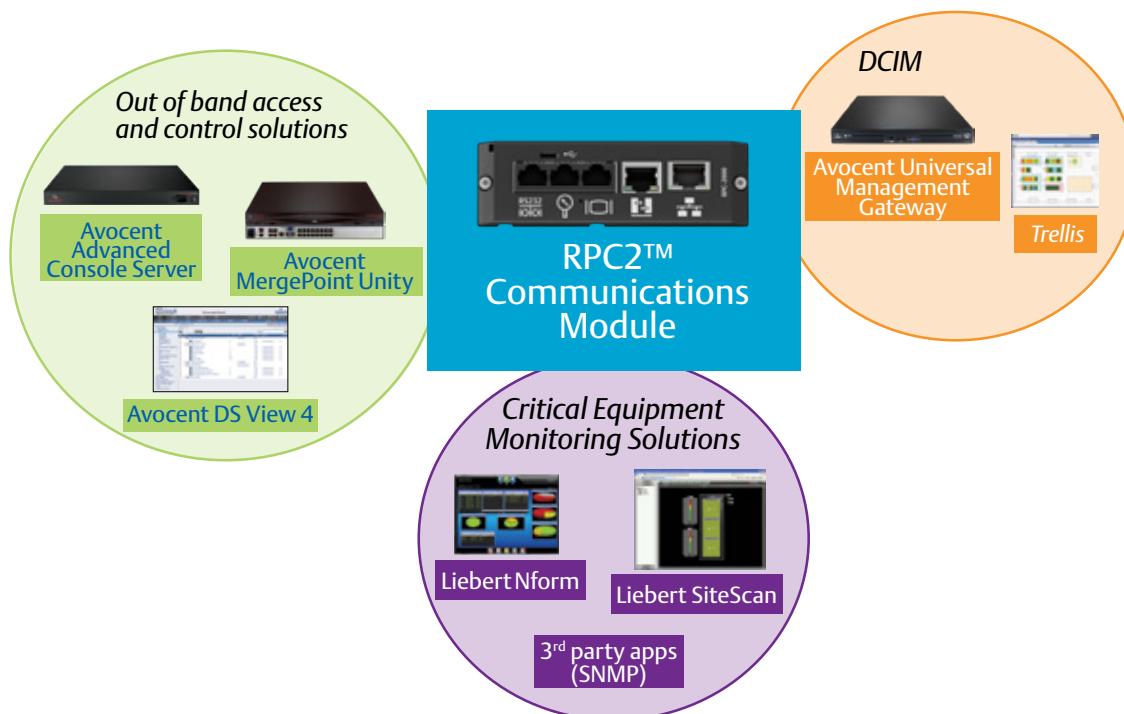 Out of band access
and control solutions
Avocent
Advanced
Console Server
Avocent
MergePoint Unity
Avocent DS View 4
RS232
|O|O|
RPC2™
Communications
Module
DCIM
Avocent Universal
Management
Gateway
Trellis
Critical Equipment
Monitoring Solutions
Liebert Nform
Liebert SiteScan
3rd party apps
(SNMP)